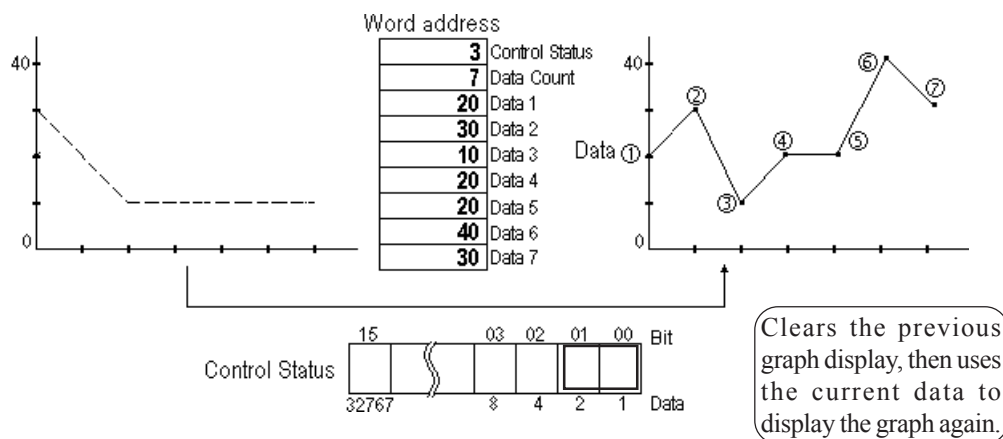 Word address
3 Control Status
7 Data Count
20 Data 1
30 Data 2
10 Data 3
20 Data 4
20 Data 5
40 Data 6
30 Data 7
40
0
40
0
Data ①
②
③
④
⑤
⑥
⑦
15 03 02 01 00 Bit
Control Status
32767 8 4 2 1 Data
Clears the previous
graph display, then uses
the current data to
display the graph again.